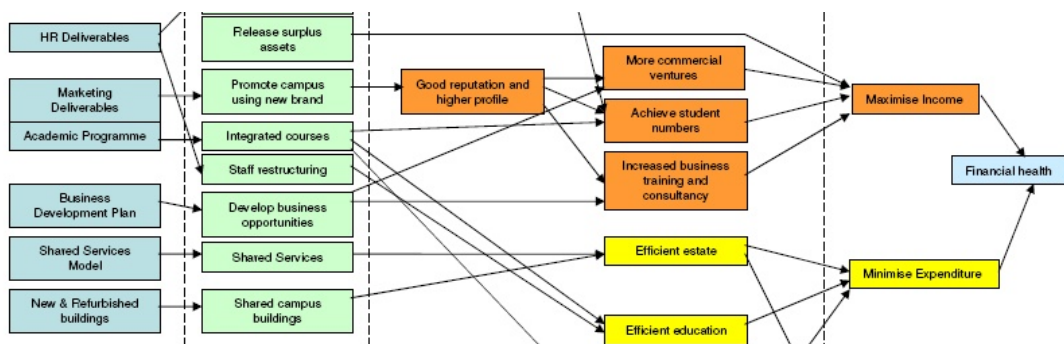 HR Deliverables
Marketing
Deliverables
Academic Programme
Business
Development Plan
Shared Services
Model
New & Refurbished
buildings
Release surplus
assets
Promote campus
using new brand
Integrated courses
Staff restructuring
Develop business
opportunities
Shared Services
Shared campus
buildings
Good reputation and
higher profile
More commercial
ventures
Achieve student
numbers
Increased business
training and
consultancy
Efficient estate
Efficient education
Maximise Income
Minimise Expenditure
Financial health